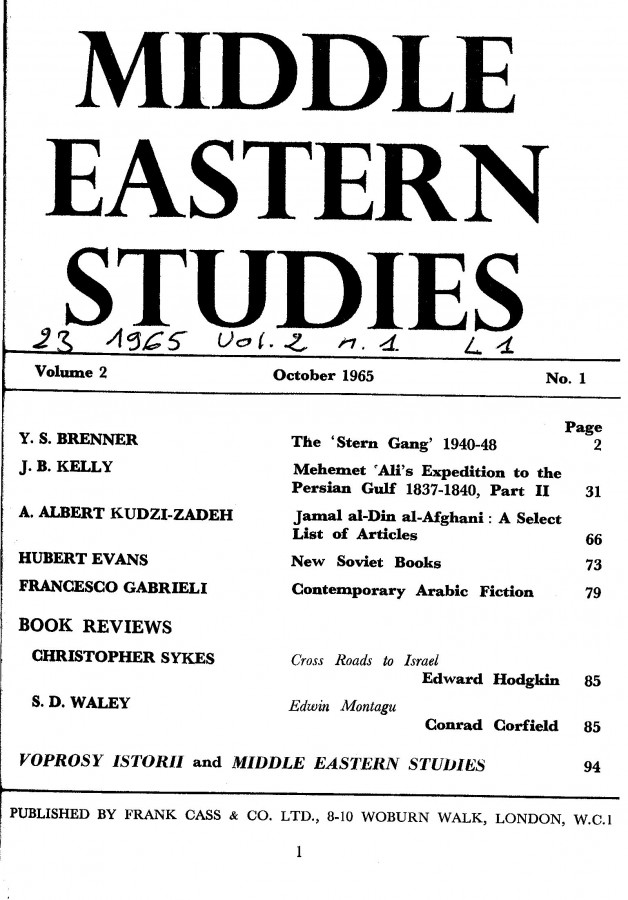 MIDDLE
EASTERN
STUDIES
23 1965 Vol. 2 n. 1 L 1
Volume 2 October 1965 No. 1
Page
Y. S. BRENNER The 'Stern Gang' 1940-48 2
J. B. KELLY Mehemet 'Ali's Expedition to the
Persian Gulf 1837-1840, Part II 31
A. ALBERT KUDZI-ZADEH Jamal al-Din al-Afghani : A Select
List of Articles 66
HUBERT EVANS New Soviet Books 73
FRANCESCO GABRIELI Contemporary Arabic Fiction 79
BOOK REVIEWS
CHRISTOPHER SYKES Cross Roads to Israel
Edward Hodgkin 85
S. D. WALEY Edwin Montagu
Conrad Corfield 85
VOPROSY ISTORII and MIDDLE EASTERN STUDIES 94
PUBLISHED BY FRANK CASS & CO. LTD., 8-10 WOBURN WALK, LONDON, W.C.1
1